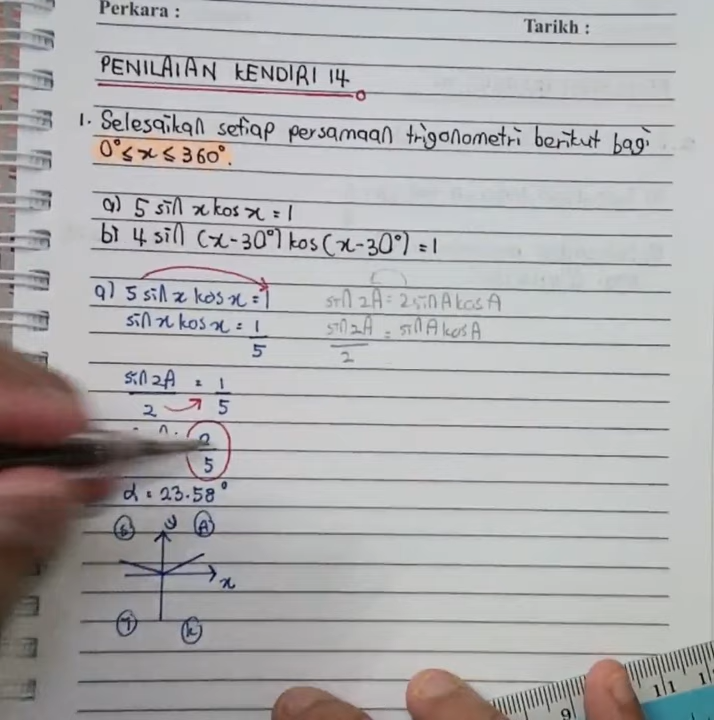 Perkara :
Tarikh :
PENILAIAN KENDIRI 14
1. Selesaikan setiap persamaan trigonometri berikut bagi
0° ≤ x ≤ 360°.
a) 5 sin x kos x = 1
b) 4 sin (x-30°) kos (x-30°) = 1
a) 5 sin x kos x = 1
sin 2A = 2 sin A kos A
sin x kos x = 1/5
sin 2A/2 = sin A kos A
sin 2A/2 = 1/5
2/5
α = 23.58°
S y A
x
T K
9 11